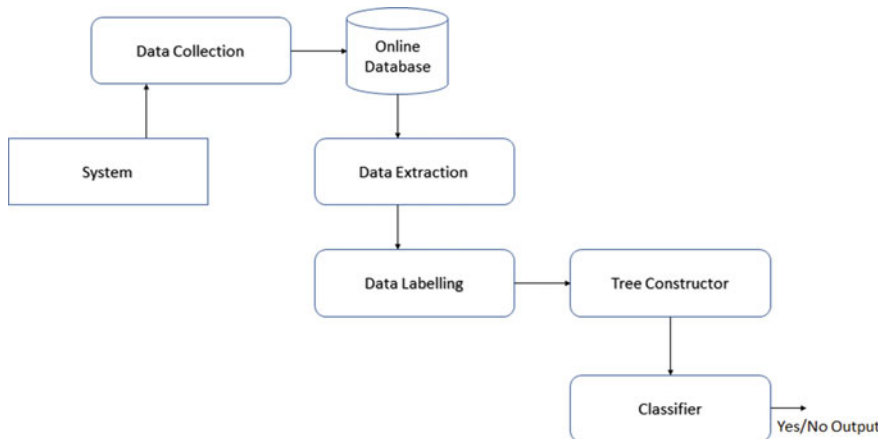 Data Collection
Online
Database
System
Data Extraction
Data Labelling
Tree Constructor
Classifier
Yes/No Output